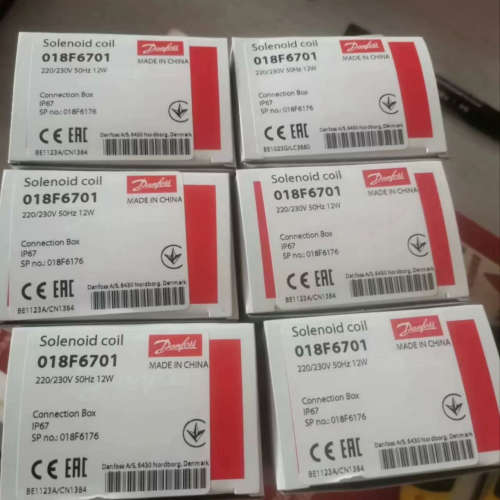 Solenoid coil
Danfoss
018F6701
MADE IN CHINA
220/230V 50Hz 12W
Connection Box
IP67
SP no.: 018F6176
CE EAC
Danfoss A/S, 6430 Nordborg, Denmark
BE1123A/CN1384
Solenoid coil
Danfoss
018F6701
MADE IN CHINA
220/230V 50Hz 12W
Connection Box
IP67
SP no.: 018F6176
CE EAC
Danfoss A/S, 6430 Nordborg, Denmark
Solenoid coil
Danfoss
018F6701
MADE IN CHINA
220/230V 50Hz 12W
Connection Box
IP67
SP no.: 018F6176
CE EAC
Danfoss A/S, 6430 Nordborg, Denmark
BE1123A/CN1384
Solenoid coil
Danfoss
018F6701
MADE IN CHINA
220/230V 50Hz 12W
Connection Box
IP67
SP no.: 018F6176
CE EAC
Danfoss A/S, 6430 Nordborg, Denmark
BE1123A/CN1384
Solenoid coil
Danfoss
018F6701
MADE IN CHINA
220/230V 50Hz 12W
Connection Box
IP67
SP no.: 018F6176
CE EAC
Danfoss A/S, 6430 Nordborg, Denmark
BE1123A/CN1384
Solenoid coil
Danfoss
018F6701
MADE IN CHINA
220/230V 50Hz 12W
Connection Box
IP67
SP no.: 018F6176
CE EAC
Danfoss A/S, 6430 Nordborg, Denmark
BE1123A/CN1384